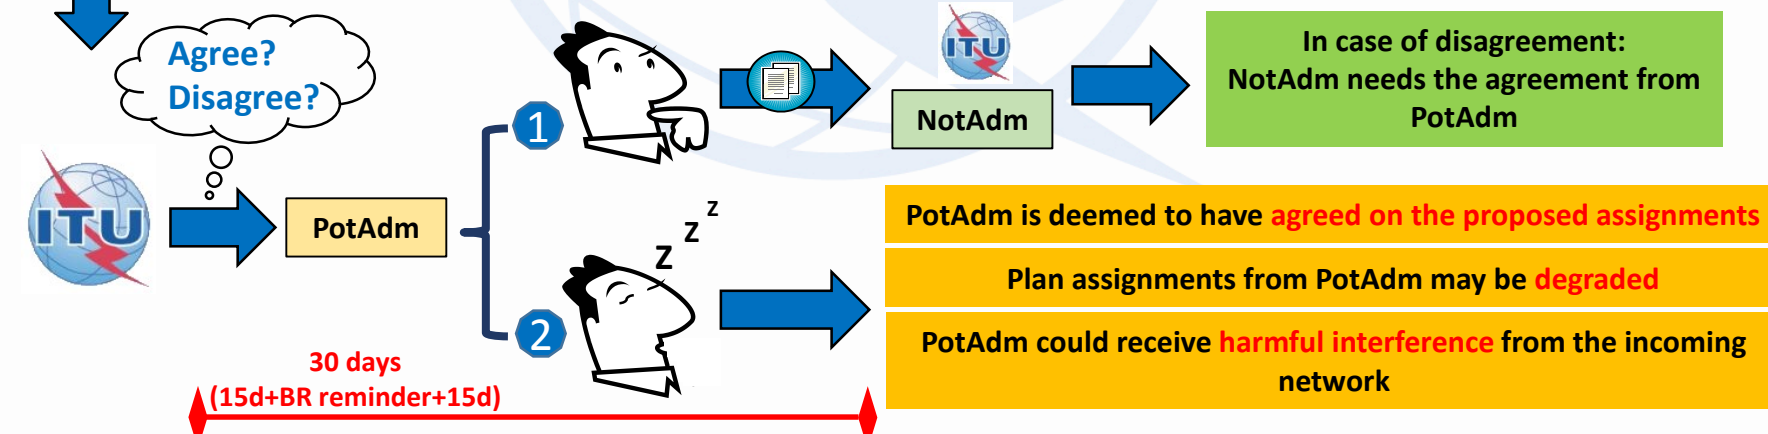 Agree?
Disagree?
ITU
PotAdm
1
2
z
z
z
30 days
(15d+BR reminder+15d)
ITU
NotAdm
In case of disagreement:
NotAdm needs the agreement from
PotAdm
PotAdm is deemed to have agreed on the proposed assignments
Plan assignments from PotAdm may be degraded
PotAdm could receive harmful interference from the incoming
network